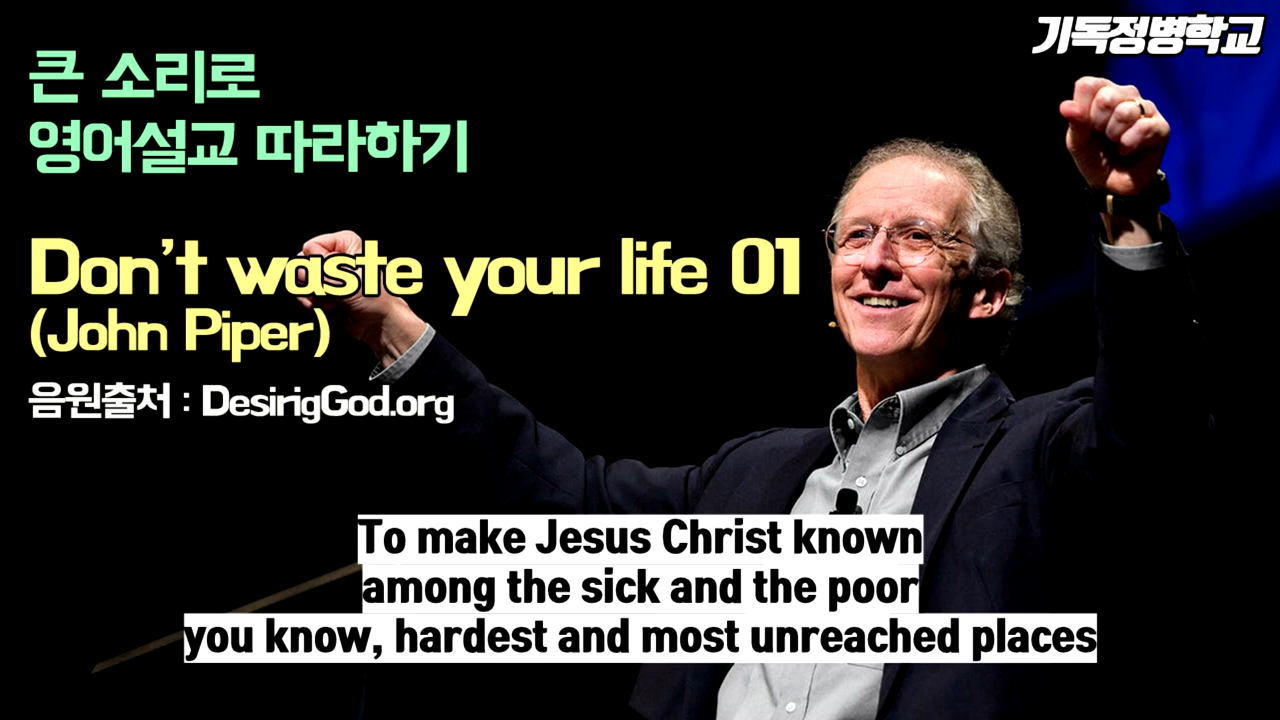 기독정병학교
큰 소리로
영어설교 따라하기
Don't waste your life 01
(John Piper)
음원출처 : DesirigGod.org
To make Jesus Christ known
among the sick and the poor
you know, hardest and most unreached places